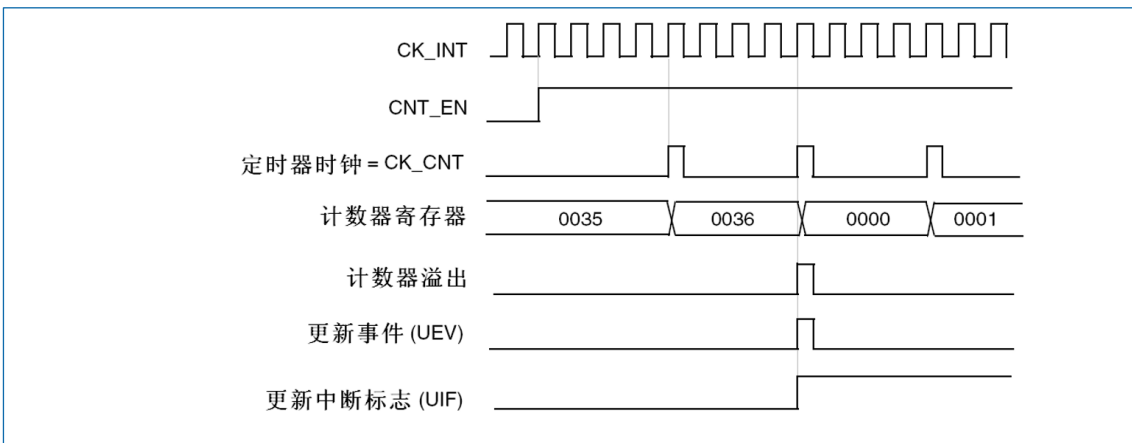 CK_INT
CNT_EN
定时器时钟 = CK_CNT
计数器寄存器 0035 0036 0000 0001
计数器溢出
更新事件 (UEV)
更新中断标志 (UIF)